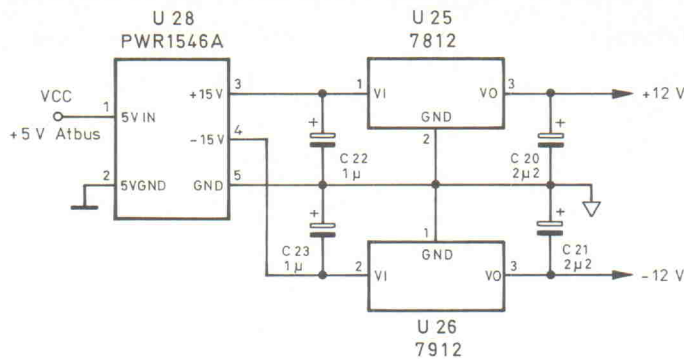 U 28
PWR1546A
U 25
7812
VCC
+5 V Atbus
1
5V IN
2
5VGND
+15V
3
-15V
4
GND
5
+
C 22
1µ
+
C 23
1µ
1
VI
VO
3
GND
2
+
C 20
2µ2
+12 V
1
GND
2
VI
VO
3
+
C 21
2µ2
-12 V
U 26
7912